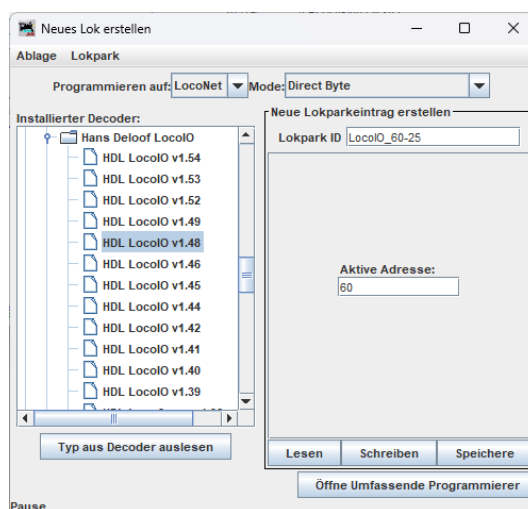 Neues Lok erstellen
Ablage Lokpark
Programmieren auf: LocoNet Mode: Direct Byte
Installierter Decoder:
Hans Deloof LocoIO
HDL LocoIO v1.54
HDL LocoIO v1.53
HDL LocoIO v1.52
HDL LocoIO v1.49
HDL LocoIO v1.48
HDL LocoIO v1.46
HDL LocoIO v1.45
HDL LocoIO v1.44
HDL LocoIO v1.42
HDL LocoIO v1.41
HDL LocoIO v1.40
HDL LocoIO v1.39
Typ aus Decoder auslesen
Neue Lokparkeintrag erstellen
Lokpark ID LocoIO_60-25
Aktive Adresse:
60
Lesen Schreiben Speichere
Öffne Umfassende Programmierer
Pause